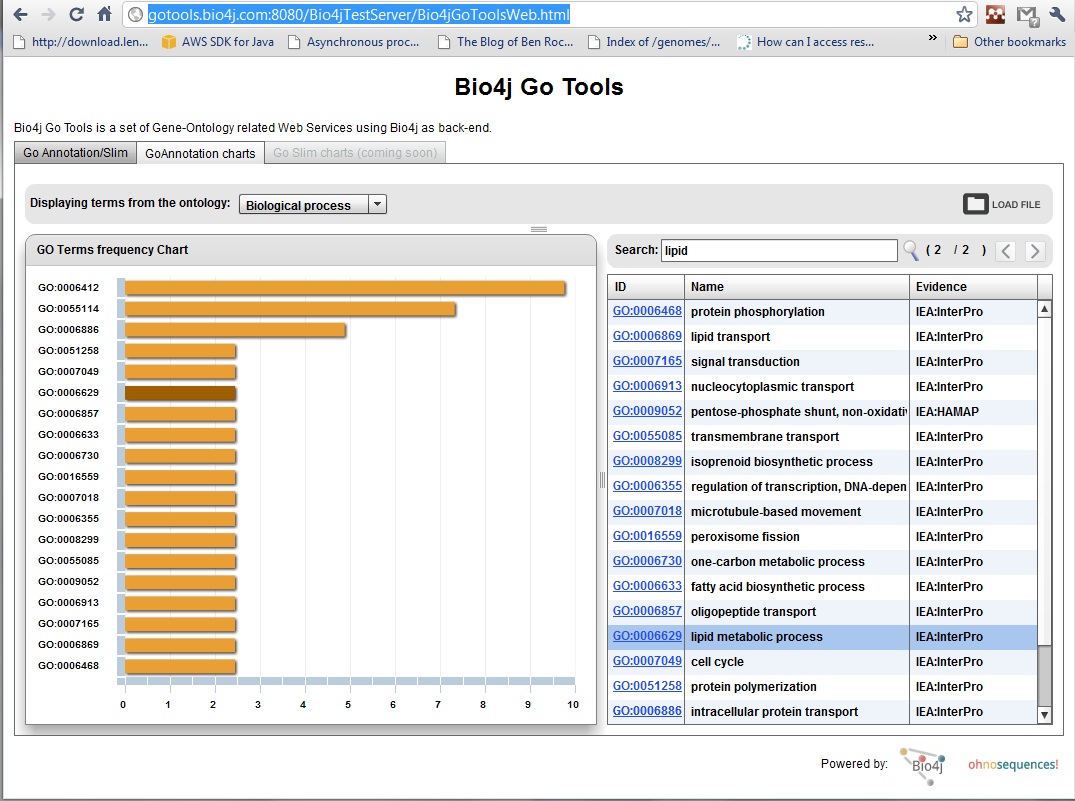 gotools.bio4j.com:8080/Bio4jTestServer/Bio4jGoToolsWeb.html
http://download.len... AWS SDK for Java Asynchronous proc... The Blog of Ben Roc... Index of /genomes/... How can I access res... » Other bookmarks
Bio4j Go Tools
Bio4j Go Tools is a set of Gene-Ontology related Web Services using Bio4j as back-end.
Go Annotation/Slim GoAnnotation charts Go Slim charts (coming soon)
Displaying terms from the ontology: Biological process LOAD FILE
GO Terms frequency Chart
GO:0006412
GO:0055114
GO:0006886
GO:0051258
GO:0007049
GO:0006629
GO:0006857
GO:0006633
GO:0006730
GO:0016559
GO:0007018
GO:0006355
GO:0008299
GO:0055085
GO:0009052
GO:0006913
GO:0007165
GO:0006869
GO:0006468
0 1 2 3 4 5 6 7 8 9 10
Search: lipid ( 2 / 2 )
ID Name Evidence
GO:0006468 protein phosphorylation IEA:InterPro
GO:0006869 lipid transport IEA:InterPro
GO:0007165 signal transduction IEA:InterPro
GO:0006913 nucleocytoplasmic transport IEA:InterPro
GO:0009052 pentose-phosphate shunt, non-oxidativ IEA:HAMAP
GO:0055085 transmembrane transport IEA:InterPro
GO:0008299 isoprenoid biosynthetic process IEA:InterPro
GO:0006355 regulation of transcription, DNA-depen IEA:InterPro
GO:0007018 microtubule-based movement IEA:InterPro
GO:0016559 peroxisome fission IEA:InterPro
GO:0006730 one-carbon metabolic process IEA:InterPro
GO:0006633 fatty acid biosynthetic process IEA:InterPro
GO:0006857 oligopeptide transport IEA:InterPro
GO:0006629 lipid metabolic process IEA:InterPro
GO:0007049 cell cycle IEA:InterPro
GO:0051258 protein polymerization IEA:InterPro
GO:0006886 intracellular protein transport IEA:InterPro
Powered by: Bio4j ohnosequences!